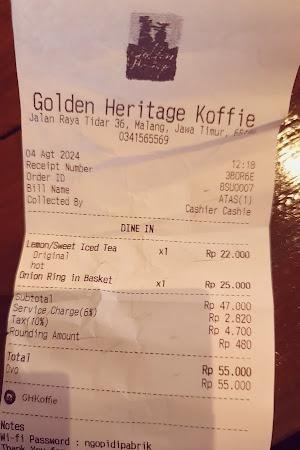 Golden Heritage Koffie
Jalan Raya Tidar 36, Malang, Jawa Timur,
0341565569
04 Agt 2024 12:18
Receipt Number 3BOR6E
Order ID 8SU0007
Bill Name ATAS(1)
Collected By Cashier Cashie
DINE IN
Lemon/Sweet Iced Tea x1 Rp 22.000
Original
hot
Onion Ring in Basket x1 Rp 25.000
Subtotal Rp 47.000
Service Charge(6%) Rp 2.820
Tax(10%) Rp 4.700
Rounding Amount Rp 480
Total Rp 55.000
Ovo Rp 55.000
GHKoffie
Notes
Wi-fi Password : ngopidipabrik
Thank You for